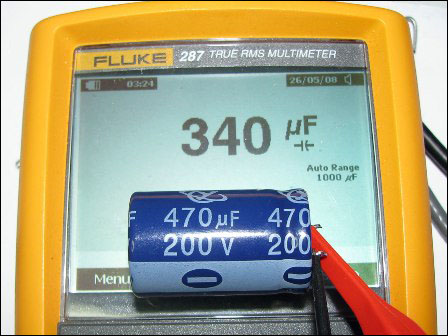 FLUKE 287 TRUE RMS MULTIMETER
03:24 26/05/08
340 µF
Auto Range
1000 µF
F 470µF 470
200 V 200
Menu